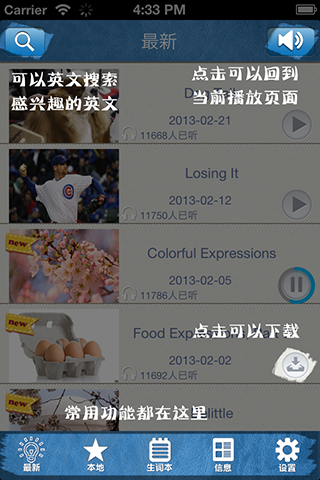 Carrier 4:33 PM
最新
可以英文搜索
感兴趣的英文
点击可以回到
当前播放页面
2013-02-21
11668人已听
Losing It
2013-02-12
11750人已听
new
Colorful Expressions
2013-02-05
11786人已听
new
Food Expressions
点击可以下载
2013-02-02
11692人已听
new
little
常用功能都在这里
最新 本地 生词本 信息 设置